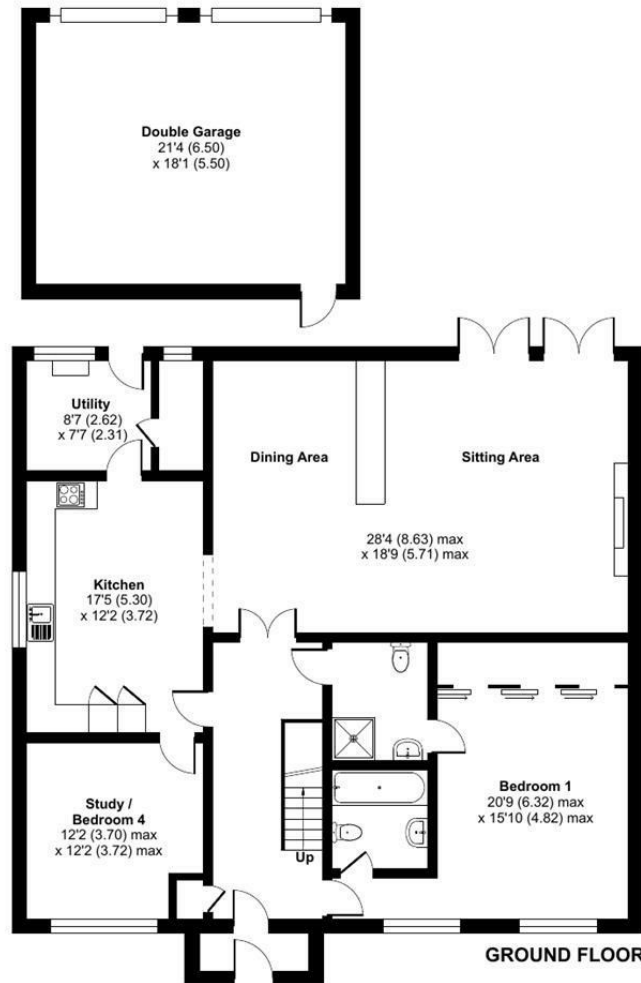 Double Garage
21'4 (6.50)
x 18'1 (5.50)
Utility
8'7 (2.62)
x 7'7 (2.31)
Dining Area
Sitting Area
28'4 (8.63) max
x 18'9 (5.71) max
Kitchen
17'5 (5.30)
x 12'2 (3.72)
Study /
Bedroom 4
12'2 (3.70) max
x 12'2 (3.72) max
Up
Bedroom 1
20'9 (6.32) max
x 15'10 (4.82) max
GROUND FLOOR